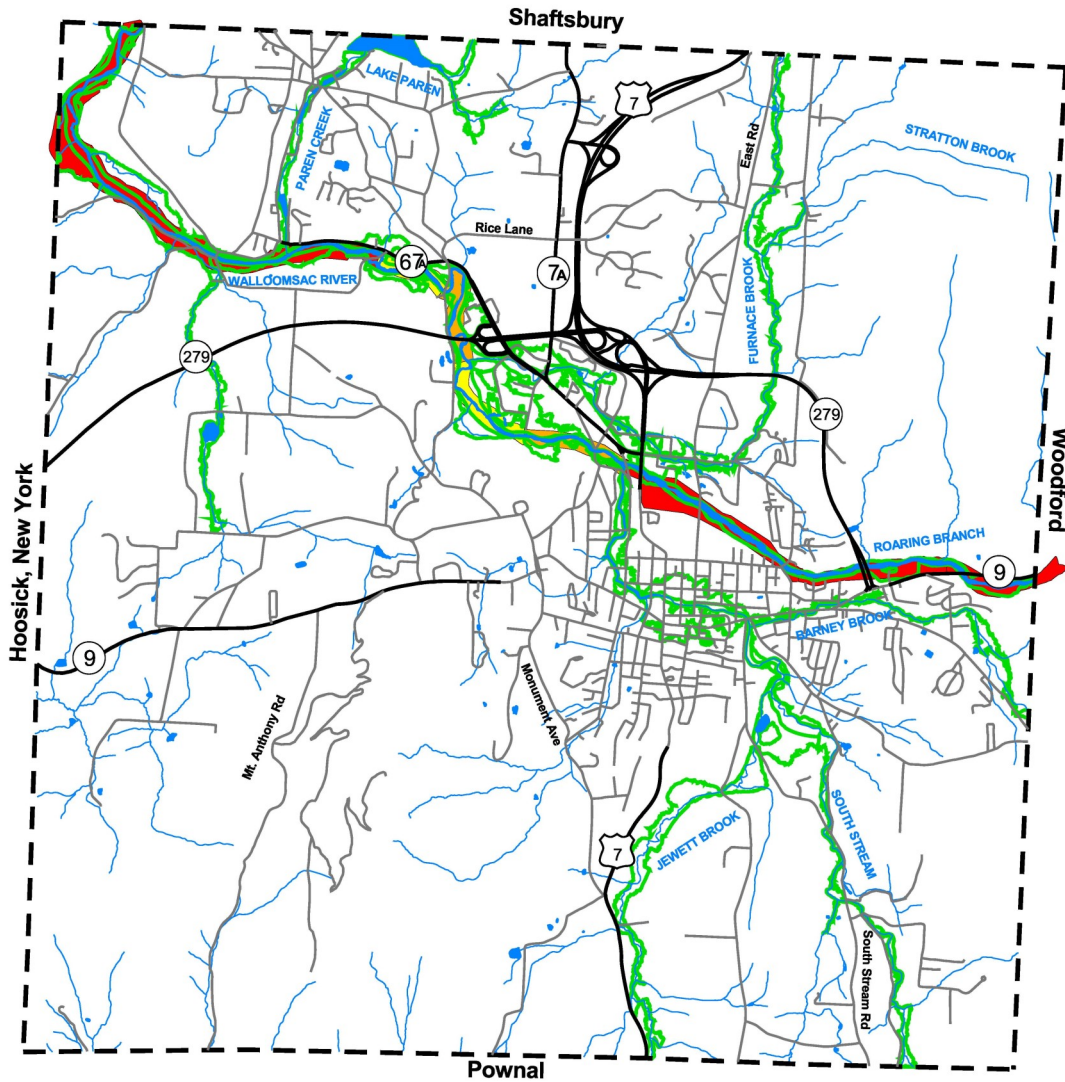 Shaftsbury
LAKE PAREN
7
PAREN CREEK
East Rd
STRATTON BROOK
Rice Lane
67A
7A
WALLOOMSAC RIVER
FURNACE BROOK
279
279
Hoosick, New York
Woodford
ROARING BRANCH
9
BARNEY BROOK
9
Mt. Anthony Rd
Monument Ave
SOUTH STREAM
JEWETT BROOK
7
South Stream Rd
Pownal